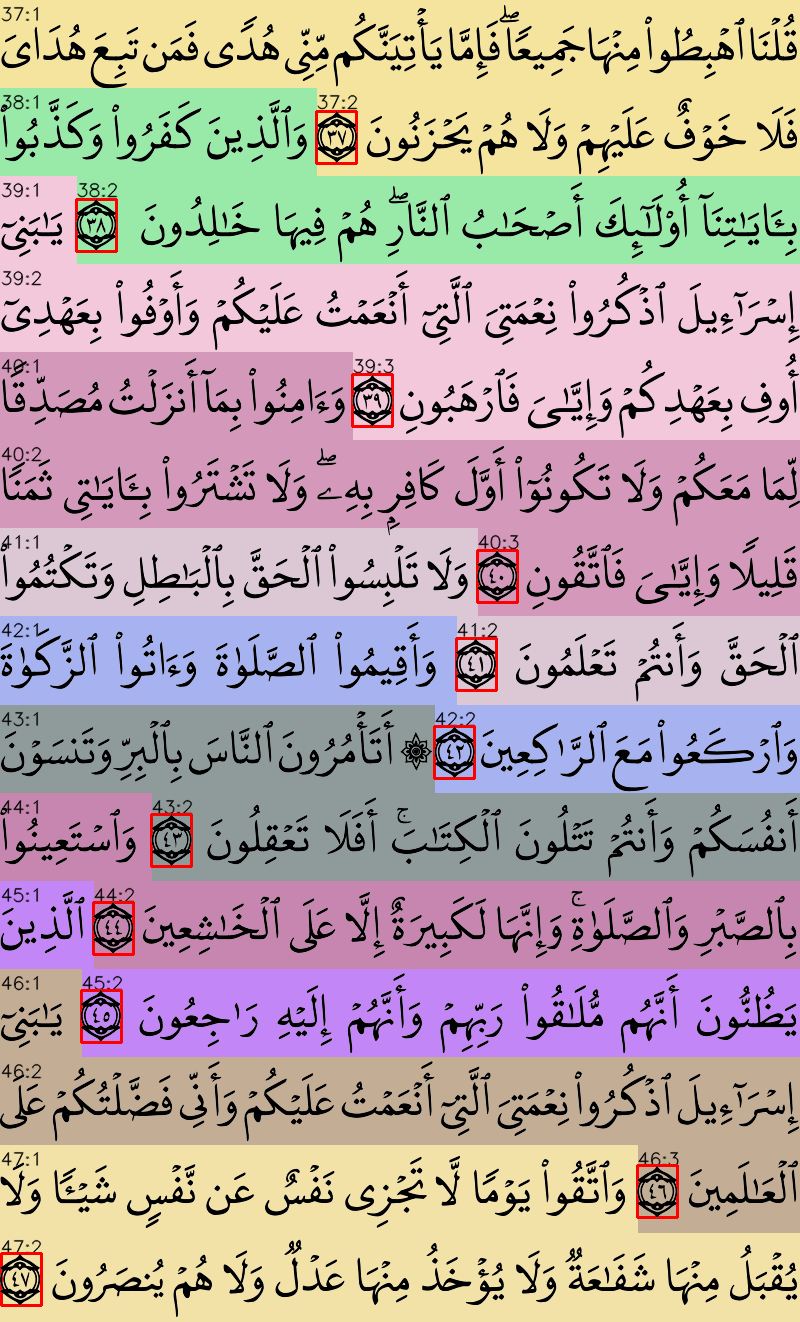 37:1
قُلْنَا ٱهْبِطُوا۟ مِنْهَا جَمِيعًاۖ فَإِمَّا يَأْتِيَنَّكُم مِّنِّى هُدًى فَمَن تَبِعَ هُدَاىَ
38:1 37:2
فَلَا خَوْفٌ عَلَيْهِمْ وَلَا هُمْ يَحْزَنُونَ ٣٧ وَٱلَّذِينَ كَفَرُوا۟ وَكَذَّبُوا۟
39:1 38:2
بِـَٔايَـٰتِنَآ أُو۟لَـٰٓئِكَ أَصْحَـٰبُ ٱلنَّارِۖ هُمْ فِيهَا خَـٰلِدُونَ ٣٨ يَـٰبَنِىٓ
39:2
إِسْرَٰٓءِيلَ ٱذْكُرُوا۟ نِعْمَتِىَ ٱلَّتِىٓ أَنْعَمْتُ عَلَيْكُمْ وَأَوْفُوا۟ بِعَهْدِىٓ
40:1 39:3
أُوفِ بِعَهْدِكُمْ وَإِيَّـٰىَ فَٱرْهَبُونِ ٣٩ وَءَامِنُوا۟ بِمَآ أَنزَلْتُ مُصَدِّقًا
40:2
لِّمَا مَعَكُمْ وَلَا تَكُونُوٓا۟ أَوَّلَ كَافِرٍۭ بِهِۦۖ وَلَا تَشْتَرُوا۟ بِـَٔايَـٰتِى ثَمَنًا
41:1 40:3
قَلِيلًا وَإِيَّـٰىَ فَٱتَّقُونِ ٤٠ وَلَا تَلْبِسُوا۟ ٱلْحَقَّ بِٱلْبَـٰطِلِ وَتَكْتُمُوا۟
42:1 41:2
ٱلْحَقَّ وَأَنتُمْ تَعْلَمُونَ ٤١ وَأَقِيمُوا۟ ٱلصَّلَوٰةَ وَءَاتُوا۟ ٱلزَّكَوٰةَ
43:1 42:2
وَٱرْكَعُوا۟ مَعَ ٱلرَّٰكِعِينَ ٤٢ ۞ أَتَأْمُرُونَ ٱلنَّاسَ بِٱلْبِرِّ وَتَنسَوْنَ
44:1 43:2
أَنفُسَكُمْ وَأَنتُمْ تَتْلُونَ ٱلْكِتَـٰبَۚ أَفَلَا تَعْقِلُونَ ٤٣ وَٱسْتَعِينُوا۟
45:1 44:2
بِٱلصَّبْرِ وَٱلصَّلَوٰةِۚ وَإِنَّهَا لَكَبِيرَةٌ إِلَّا عَلَى ٱلْخَـٰشِعِينَ ٤٤ ٱلَّذِينَ
46:1 45:2
يَظُنُّونَ أَنَّهُم مُّلَـٰقُوا۟ رَبِّهِمْ وَأَنَّهُمْ إِلَيْهِ رَٰجِعُونَ ٤٥ يَـٰبَنِىٓ
46:2
إِسْرَٰٓءِيلَ ٱذْكُرُوا۟ نِعْمَتِىَ ٱلَّتِىٓ أَنْعَمْتُ عَلَيْكُمْ وَأَنِّى فَضَّلْتُكُمْ عَلَى
47:1 46:3
ٱلْعَـٰلَمِينَ ٤٦ وَٱتَّقُوا۟ يَوْمًا لَّا تَجْزِى نَفْسٌ عَن نَّفْسٍ شَيْـًٔا وَلَا
47:2
يُقْبَلُ مِنْهَا شَفَـٰعَةٌ وَلَا يُؤْخَذُ مِنْهَا عَدْلٌ وَلَا هُمْ يُنصَرُونَ ٤٧